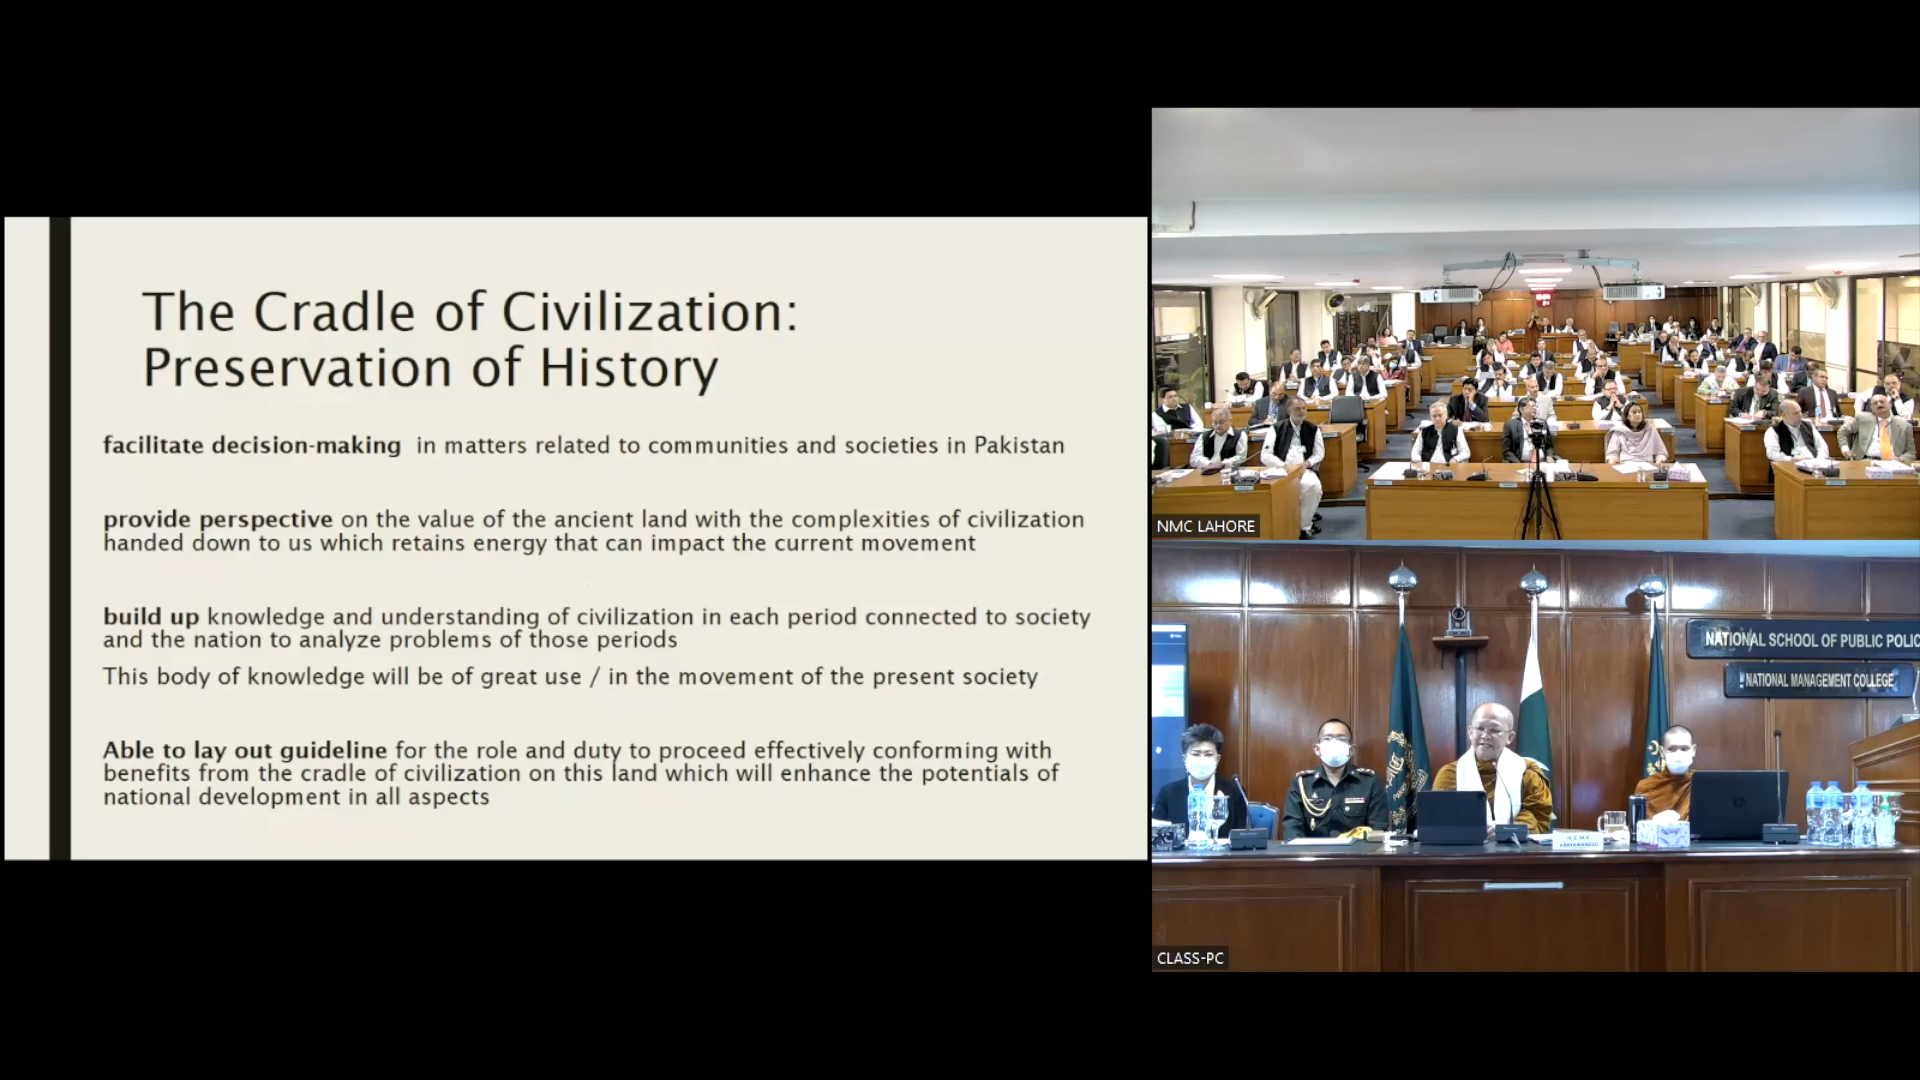 The Cradle of Civilization:
Preservation of History
facilitate decision-making in matters related to communities and societies in Pakistan
provide perspective on the value of the ancient land with the complexities of civilization
handed down to us which retains energy that can impact the current movement
build up knowledge and understanding of civilization in each period connected to society
and the nation to analyze problems of those periods
This body of knowledge will be of great use / in the movement of the present society
Able to lay out guideline for the role and duty to proceed effectively conforming with
benefits from the cradle of civilization on this land which will enhance the potentials of
national development in all aspects
NMC LAHORE
NATIONAL SCHOOL OF PUBLIC POLIC
NATIONAL MANAGEMENT COLLEGE
CLASS-PC